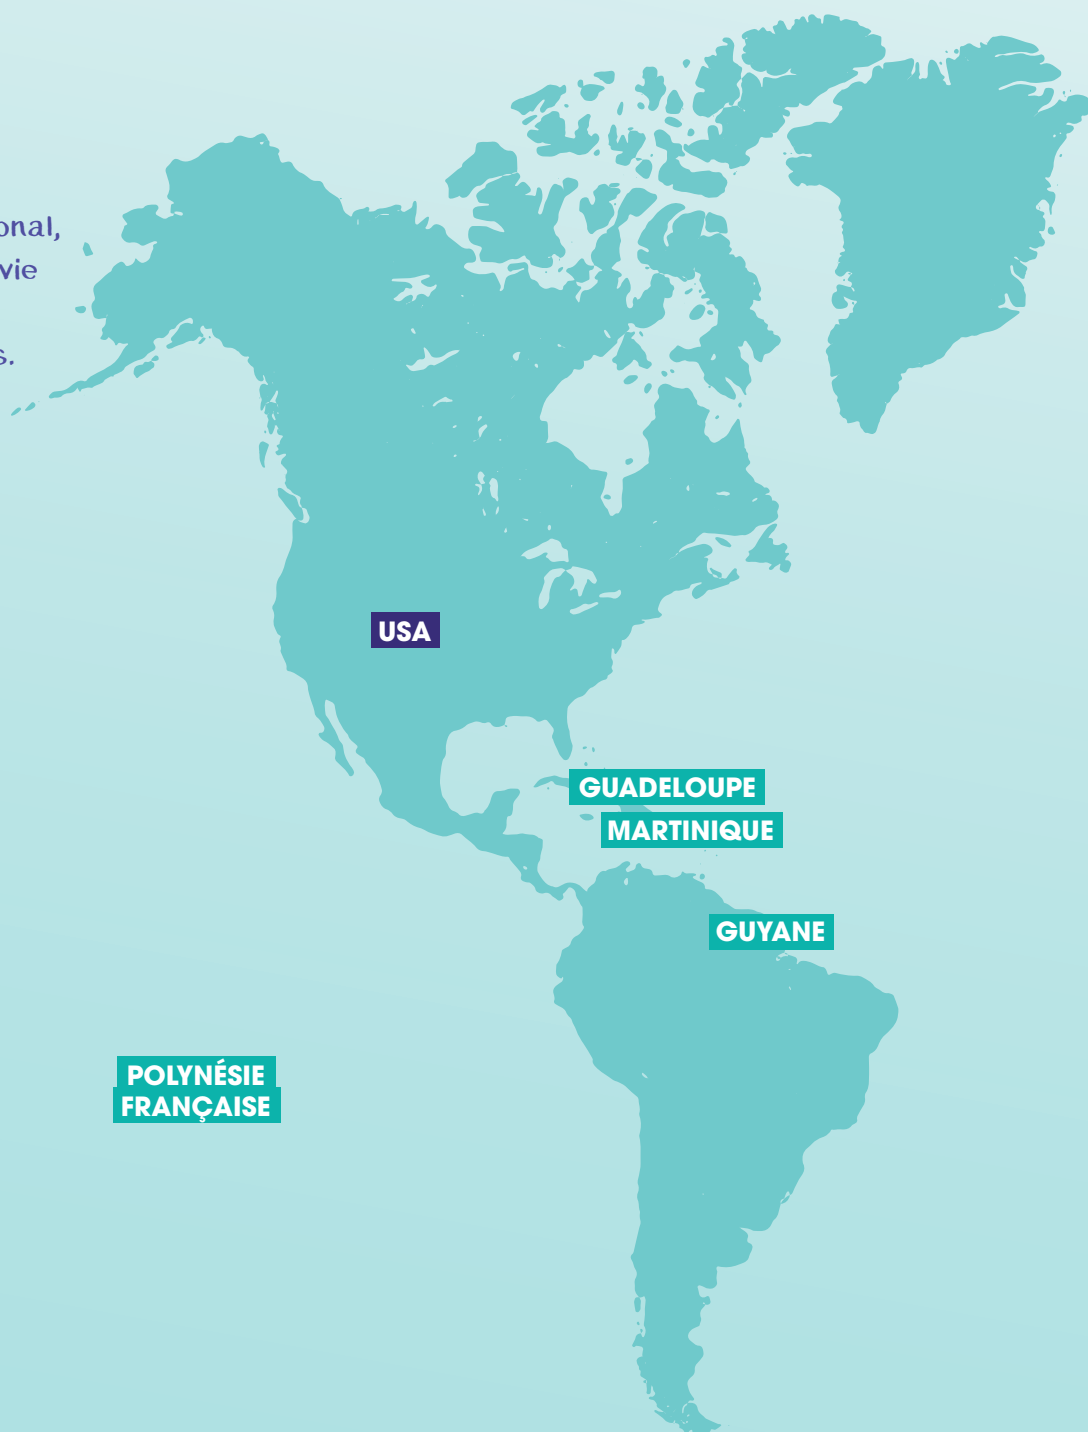 onal,
vie
s.
USA
GUADELOUPE
MARTINIQUE
GUYANE
POLYNÉSIE
FRANÇAISE